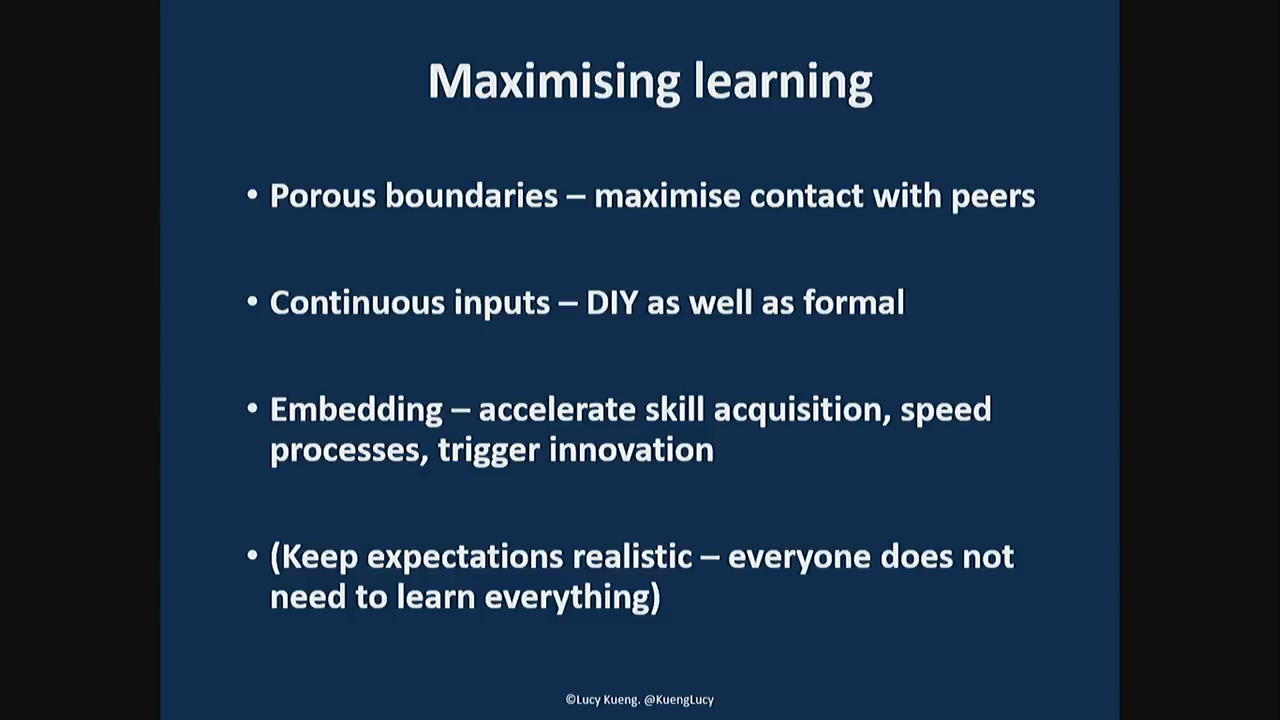 Maximising learning
• Porous boundaries – maximise contact with peers
• Continuous inputs – DIY as well as formal
• Embedding – accelerate skill acquisition, speed
processes, trigger innovation
• (Keep expectations realistic – everyone does not
need to learn everything)
©Lucy Kueng. @KuengLucy